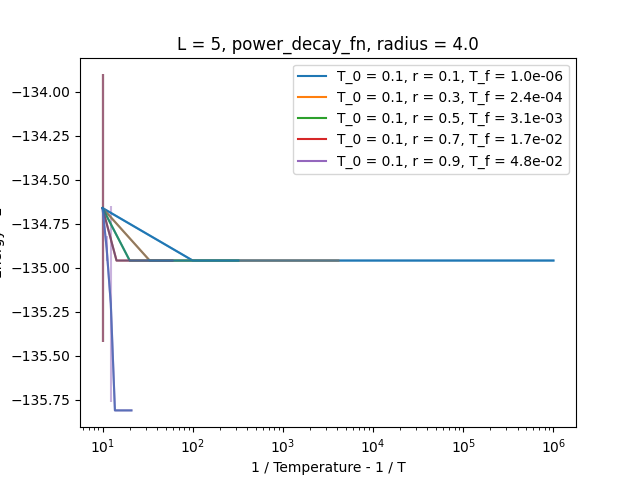 L = 5, power_decay_fn, radius = 4.0
T_0 = 0.1, r = 0.1, T_f = 1.0e-06
T_0 = 0.1, r = 0.3, T_f = 2.4e-04
T_0 = 0.1, r = 0.5, T_f = 3.1e-03
T_0 = 0.1, r = 0.7, T_f = 1.7e-02
T_0 = 0.1, r = 0.9, T_f = 4.8e-02
−134.00
−134.25
−134.50
−134.75
−135.00
−135.25
−135.50
−135.75
10¹ 10² 10³ 10⁴ 10⁵ 10⁶
1 / Temperature - 1 / T